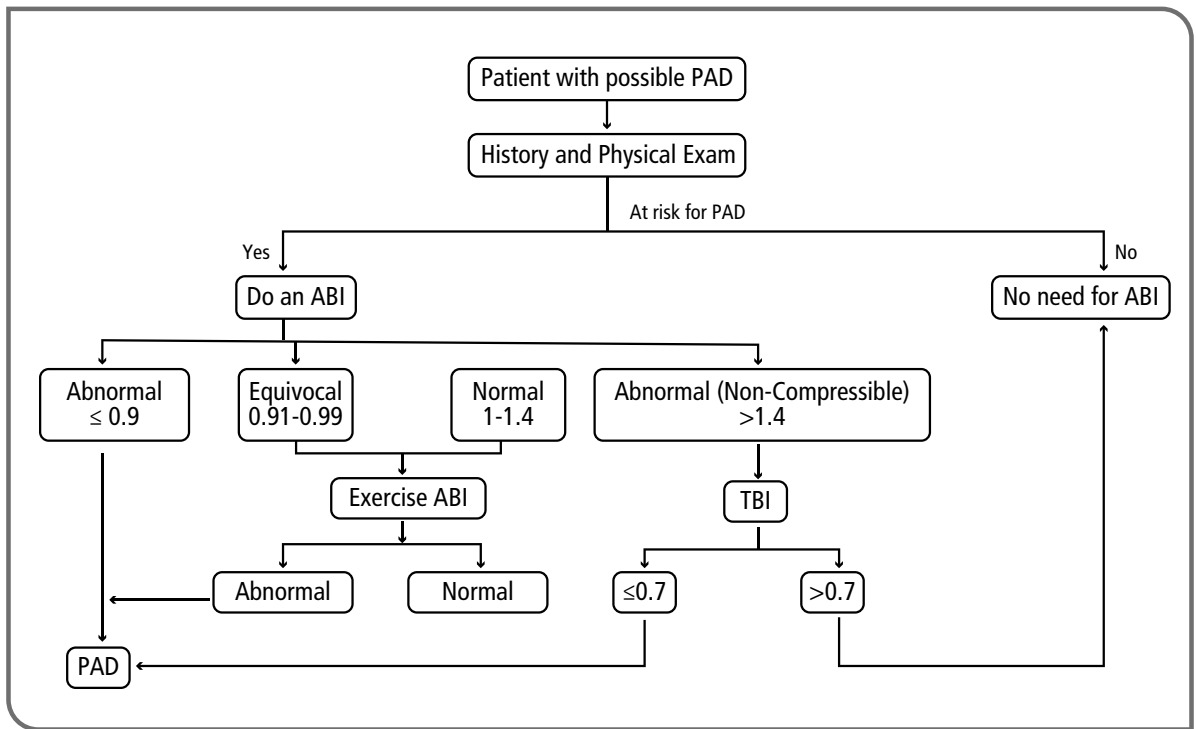 Patient with possible PAD
History and Physical Exam
At risk for PAD
Yes
No
Do an ABI
No need for ABI
Abnormal
≤ 0.9
Equivocal
0.91-0.99
Normal
1-1.4
Abnormal (Non-Compressible)
>1.4
Exercise ABI
TBI
Abnormal
Normal
≤0.7
>0.7
PAD